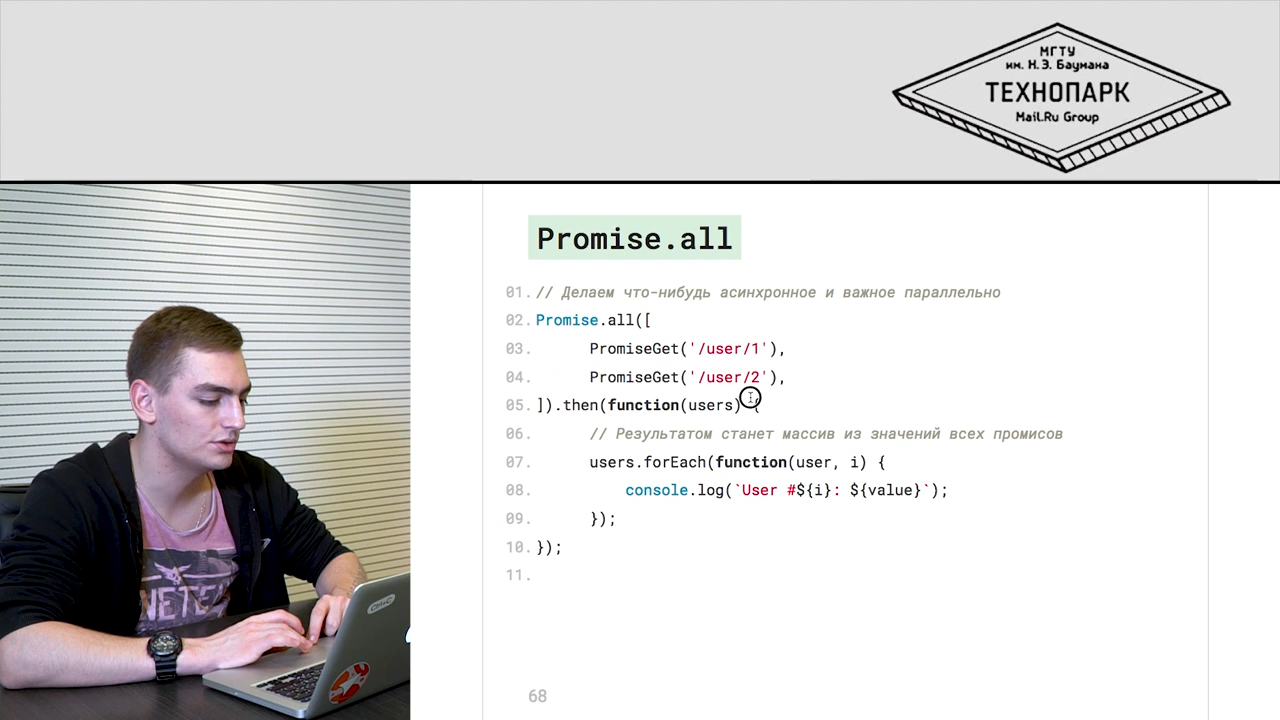 МГТУ
им. Н.Э. Баумана
ТЕХНОПАРК
Mail.Ru Group
Promise.all
01. // Делаем что-нибудь асинхронное и важное параллельно
02. Promise.all([
03. PromiseGet('/user/1'),
04. PromiseGet('/user/2'),
05. ]).then(function(users) {
06. // Результатом станет массив из значений всех промисов
07. users.forEach(function(user, i) {
08. console.log(`User #${i}: ${value}`);
09. });
10. });
11.
68